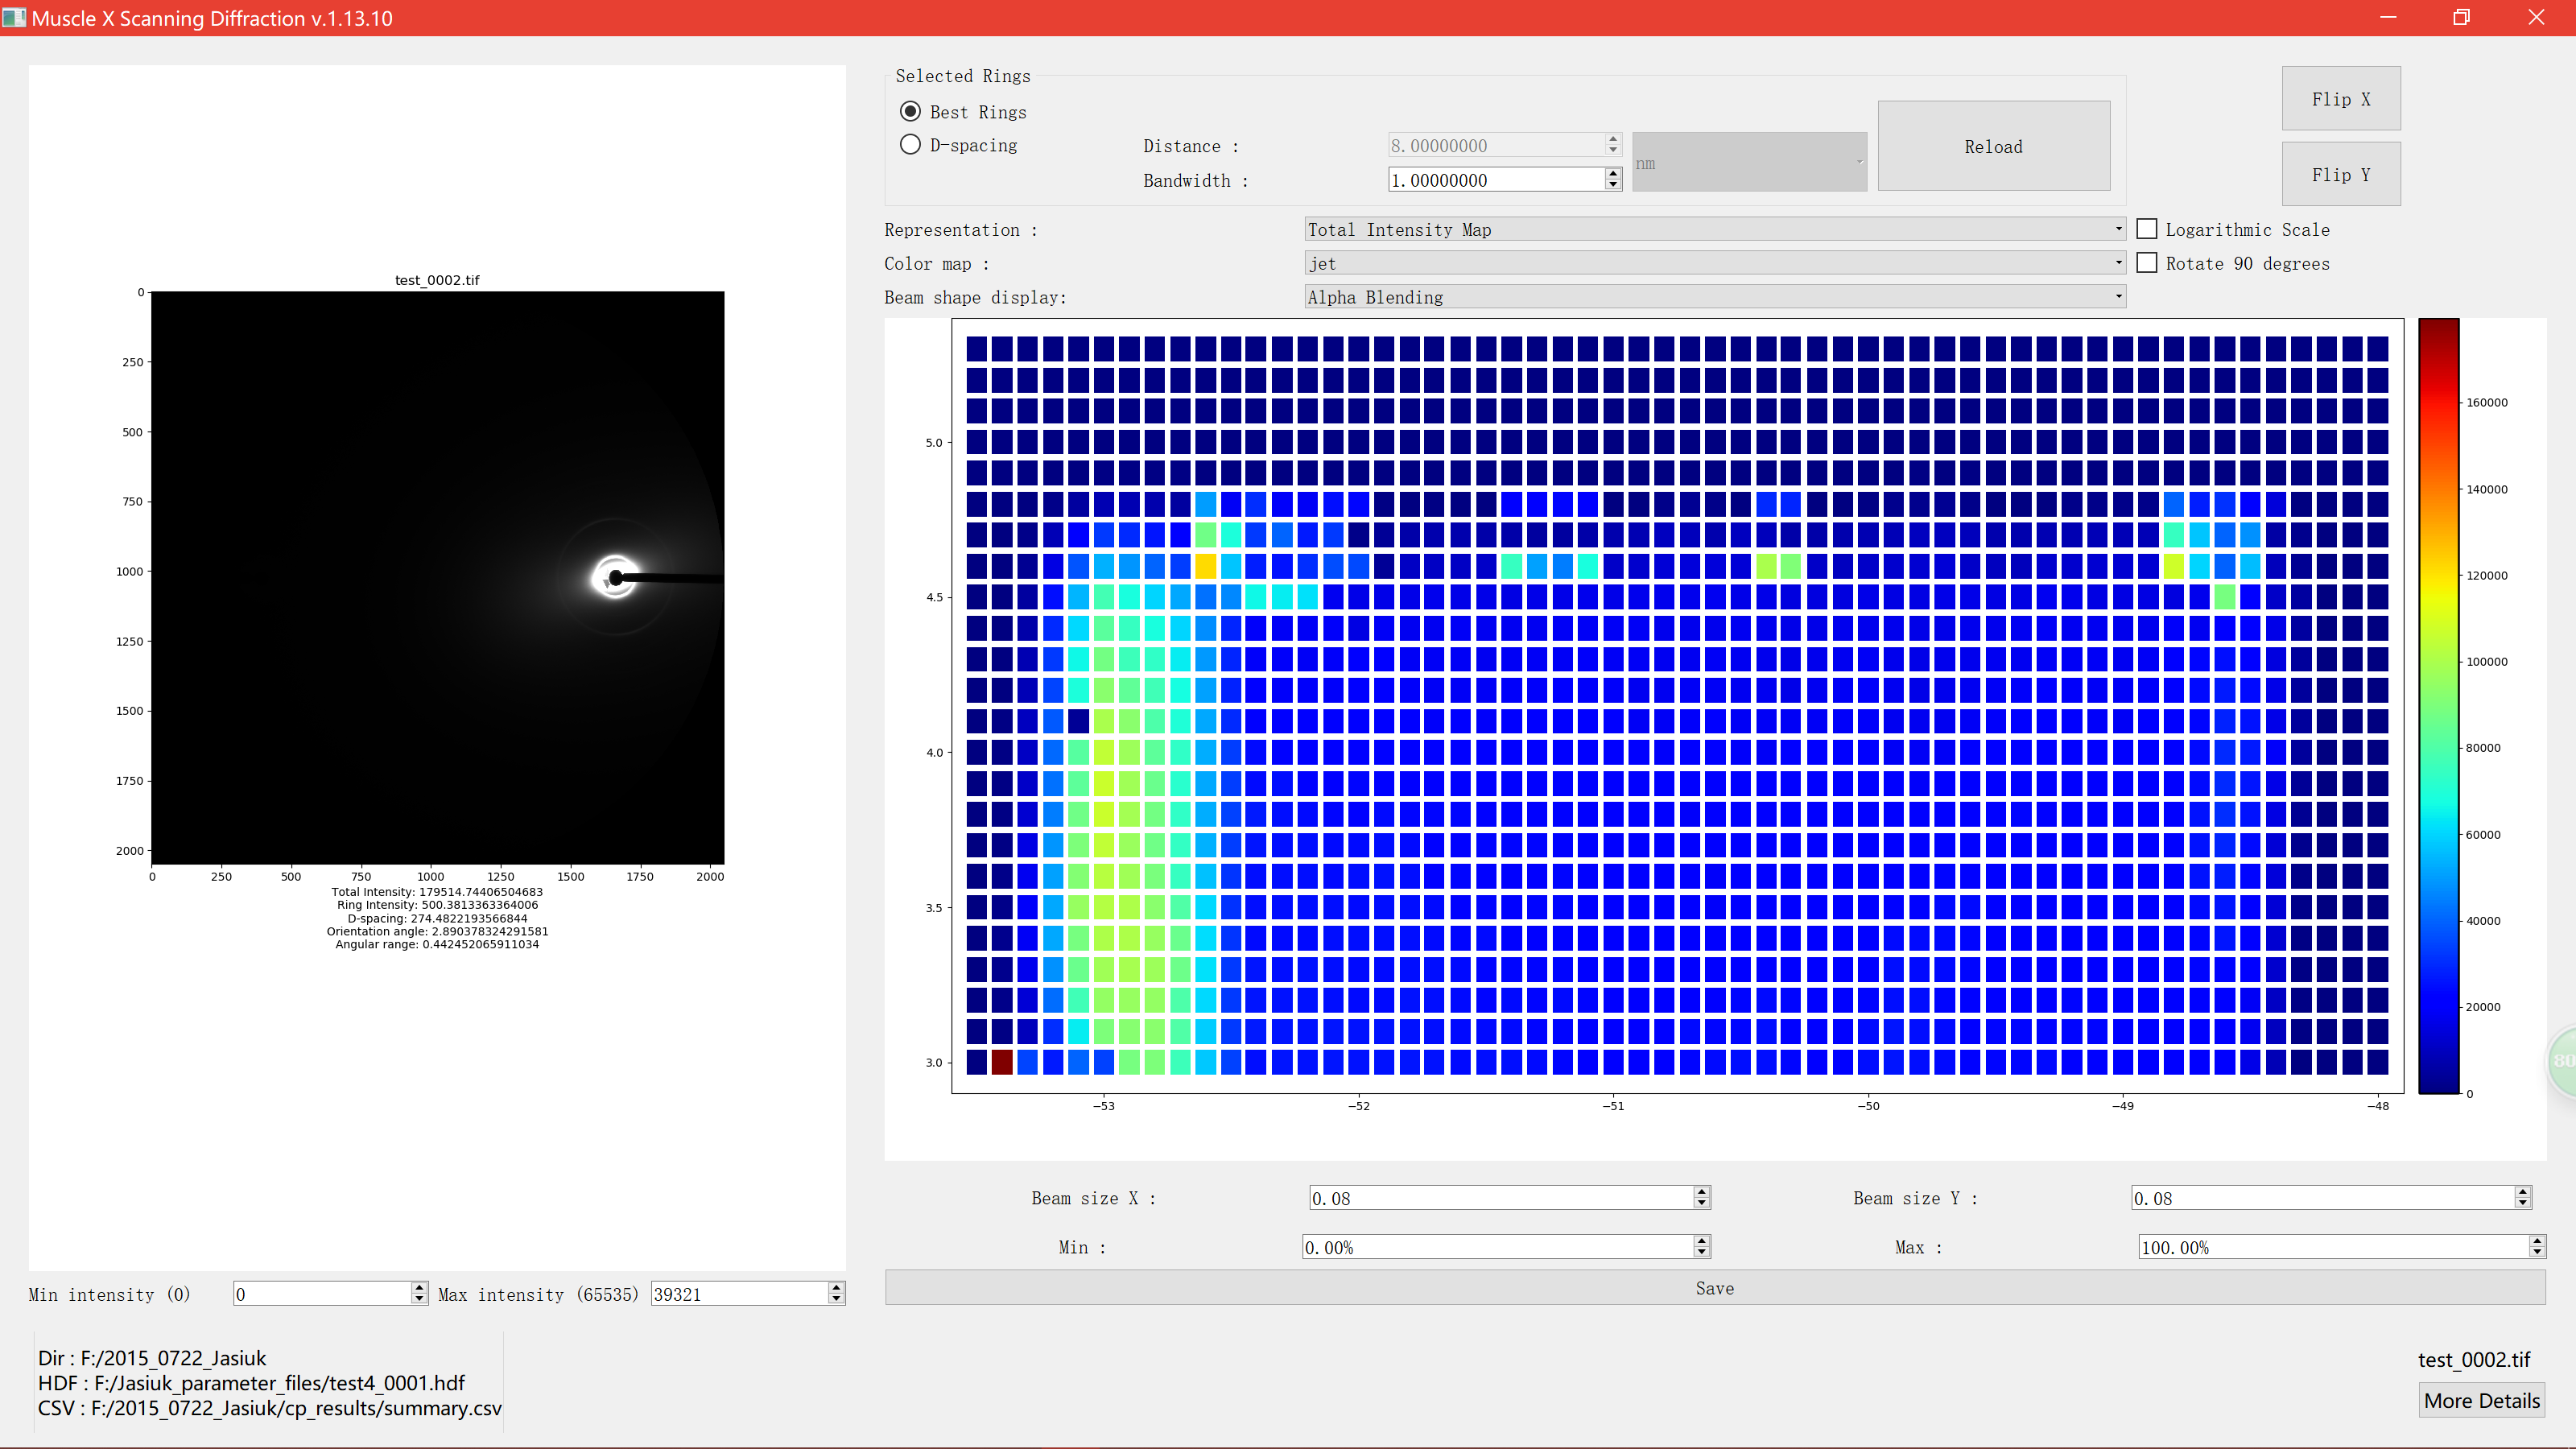 Muscle X Scanning Diffraction v.1.13.10
test_0002.tif
0
250
500
750
1000
1250
1500
1750
2000
0 250 500 750 1000 1250 1500 1750 2000
Total Intensity: 179514.74406504683
Ring Intensity: 500.3813363364006
D-spacing: 274.4822193566844
Orientation angle: 2.890378324291581
Angular range: 0.442452065911034
Min intensity (0) 0 Max intensity (65535) 39321
Dir : F:/2015_0722_Jasiuk
HDF : F:/Jasiuk_parameter_files/test4_0001.hdf
CSV : F:/2015_0722_Jasiuk/cp_results/summary.csv
Selected Rings
Best Rings
D-spacing
Distance : 8.00000000
Bandwidth : 1.00000000
nm
Reload
Flip X
Flip Y
Representation : Total Intensity Map
Logarithmic Scale
Color map : jet
Rotate 90 degrees
Beam shape display: Alpha Blending
5.0
4.5
4.0
3.5
3.0
−53 −52 −51 −50 −49 −48
160000
140000
120000
100000
80000
60000
40000
20000
0
80
Beam size X : 0.08 Beam size Y : 0.08
Min : 0.00% Max : 100.00%
Save
test_0002.tif
More Details